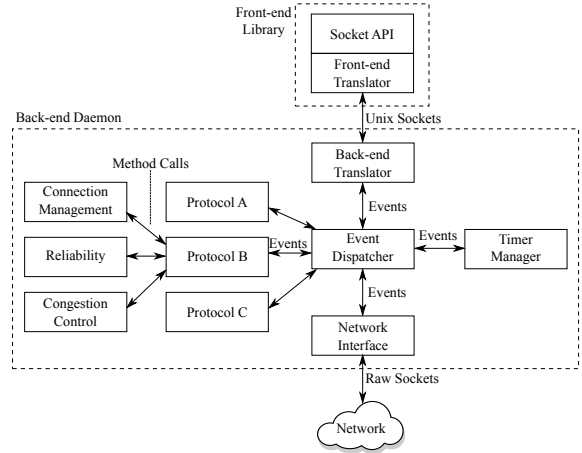 Front-end
Library
Socket API
Front-end
Translator
Unix Sockets
Back-end Daemon
Back-end
Translator
Method Calls
Events
Connection
Management
Protocol A
Reliability
Protocol B
Events
Event
Dispatcher
Events
Timer
Manager
Congestion
Control
Protocol C
Events
Network
Interface
Raw Sockets
Network